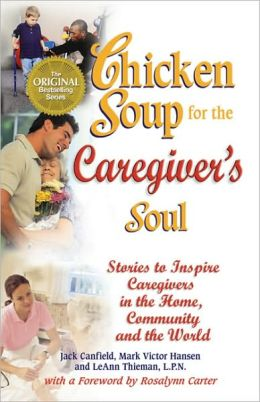 The
ORIGINAL
Bestselling
Series
Chicken
Soup for the
Caregiver's
Soul
Stories to Inspire
Caregivers
in the Home,
Community
and the World
Jack Canfield, Mark Victor Hansen
and LeAnn Thieman, L.P.N.
with a Foreword by Rosalynn Carter